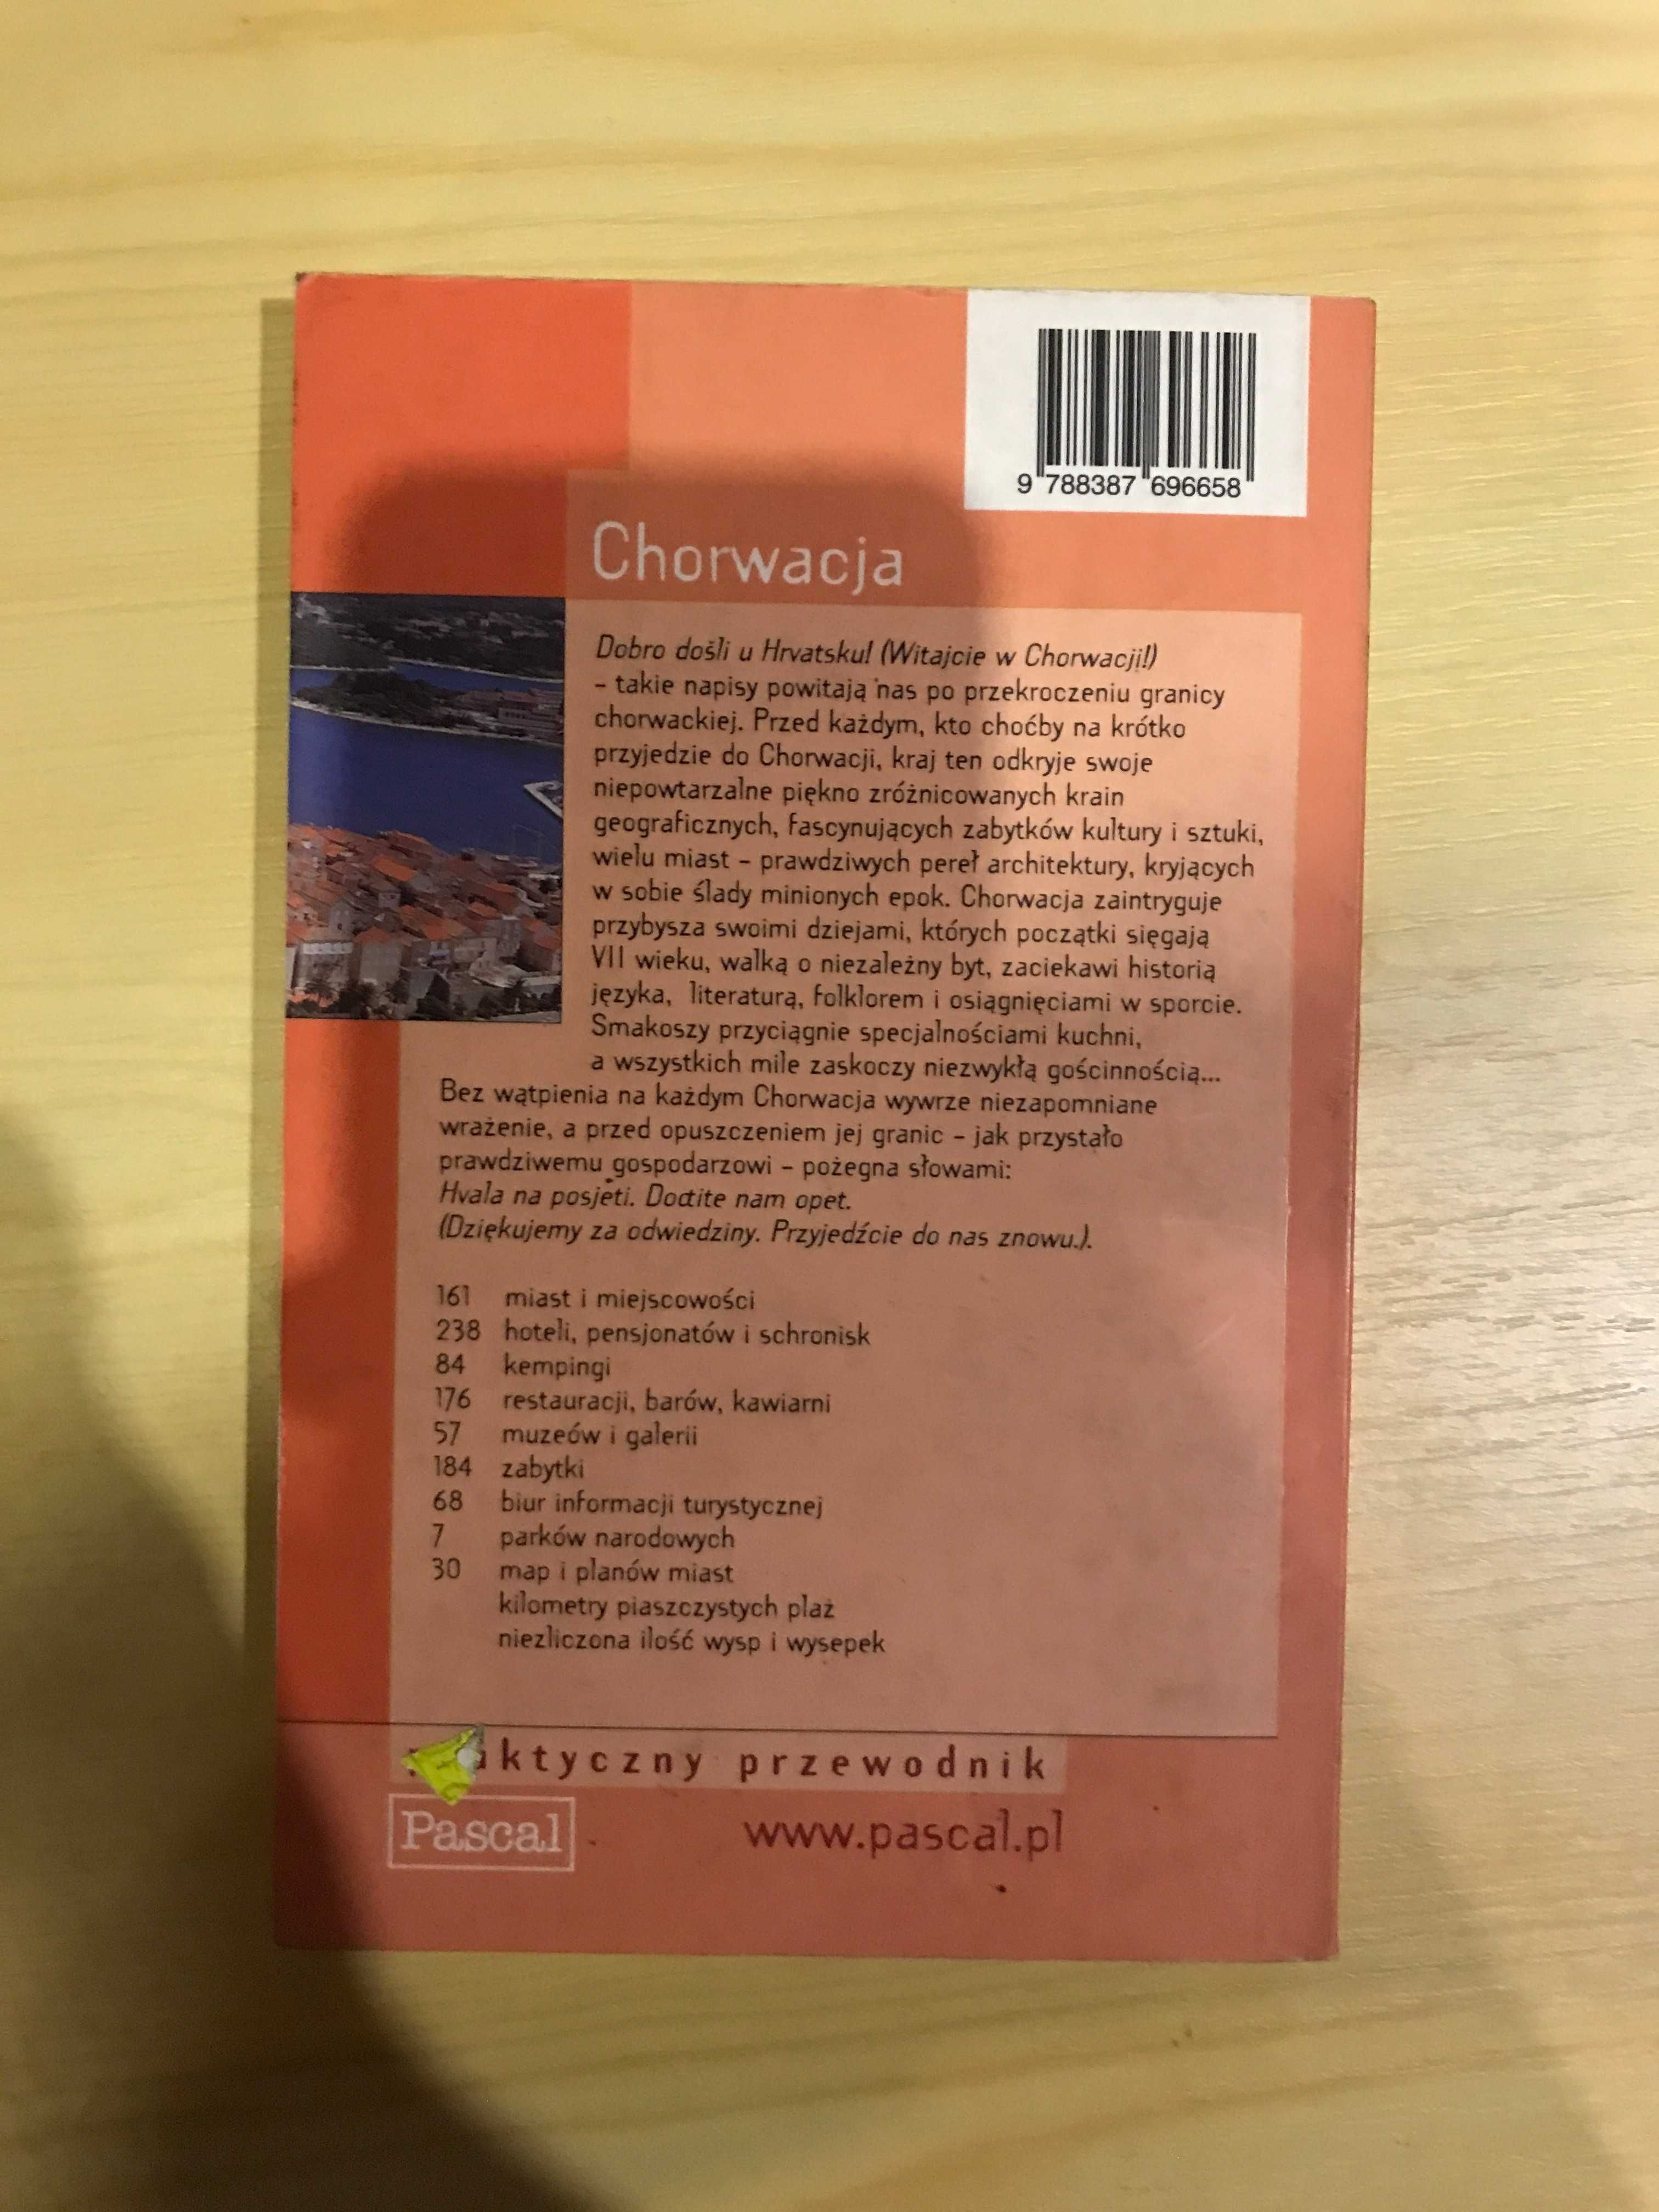 9 788387 696658
Chorwacja
Dobro došli u Hrvatsku! (Witajcie w Chorwacji!)
– takie napisy powitają nas po przekroczeniu granicy
chorwackiej. Przed każdym, kto choćby na krótko
przyjedzie do Chorwacji, kraj ten odkryje swoje
niepowtarzalne piękno zróżnicowanych krain
geograficznych, fascynujących zabytków kultury i sztuki,
wielu miast – prawdziwych pereł architektury, kryjących
w sobie ślady minionych epok. Chorwacja zaintryguje
przybysza swoimi dziejami, których początki sięgają
VII wieku, walką o niezależny byt, zaciekawi historią
języka, literaturą, folklorem i osiągnięciami w sporcie.
Smakoszy przyciągnie specjalnościami kuchni,
a wszystkich mile zaskoczy niezwykłą gościnnością...
Bez wątpienia na każdym Chorwacja wywrze niezapomniane
wrażenie, a przed opuszczeniem jej granic – jak przystało
prawdziwemu gospodarzowi – pożegna słowami:
Hvala na posjeti. Dođite nam opet.
(Dziękujemy za odwiedziny. Przyjedźcie do nas znowu.).
161 miast i miejscowości
238 hoteli, pensjonatów i schronisk
84 kempingi
176 restauracji, barów, kawiarni
57 muzeów i galerii
184 zabytki
68 biur informacji turystycznej
7 parków narodowych
30 map i planów miast
kilometry piaszczystych plaż
niezliczona ilość wysp i wysepek
aktyczny przewodnik
Pascal www.pascal.pl